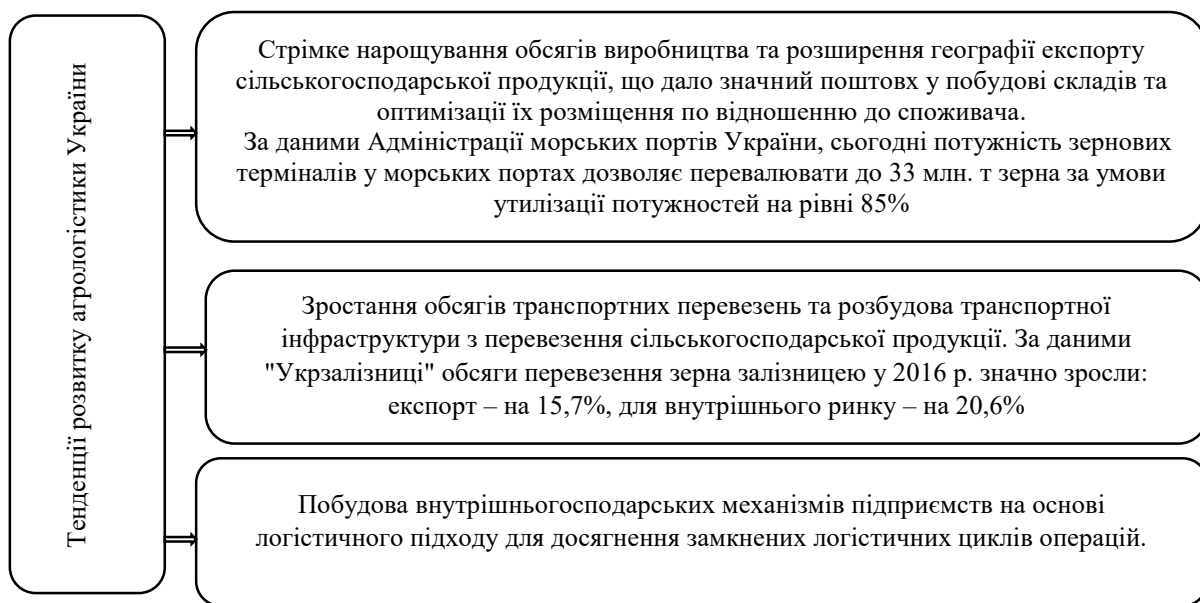 Тенденції розвитку агрологістики України
Стрімке нарощування обсягів виробництва та розширення географії експорту
сільськогосподарської продукції, що дало значний поштовх у побудові складів та
оптимізації їх розміщення по відношенню до споживача.
За даними Адміністрації морських портів України, сьогодні потужність зернових
терміналів у морських портах дозволяє перевалювати до 33 млн. т зерна за умови
утилізації потужностей на рівні 85%
Зростання обсягів транспортних перевезень та розбудова транспортної
інфраструктури з перевезення сільськогосподарської продукції. За даними
"Укрзалізниці" обсяги перевезення зерна залізницею у 2016 р. значно зросли:
експорт – на 15,7%, для внутрішнього ринку – на 20,6%
Побудова внутрішньогосподарських механізмів підприємств на основі
логістичного підходу для досягнення замкнених логістичних циклів операцій.